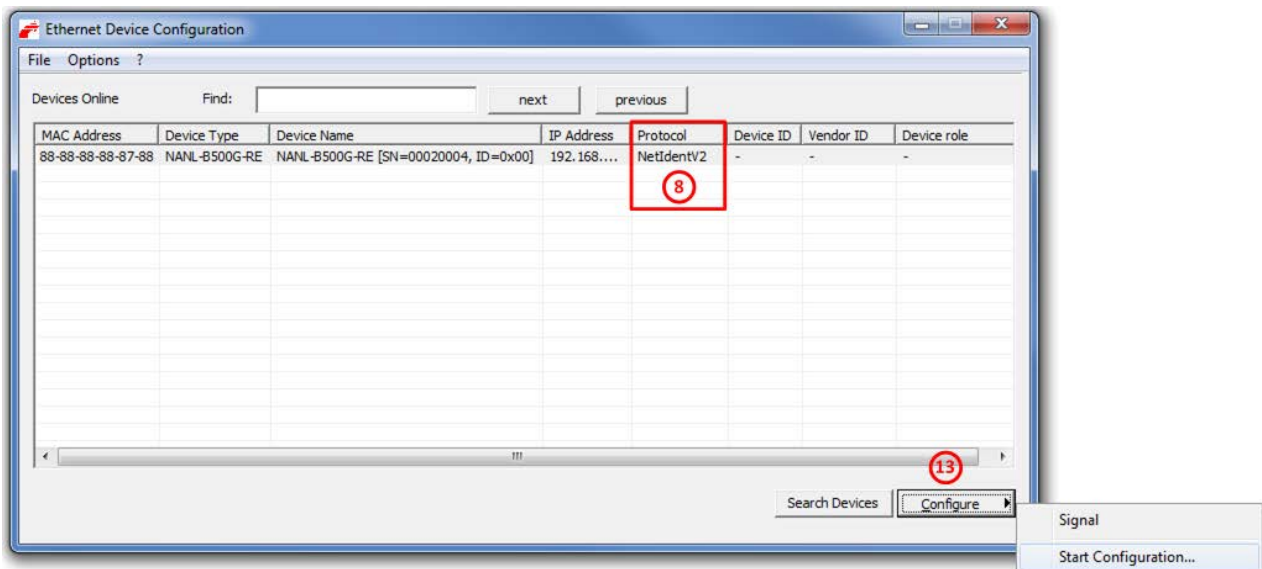 Ethernet Device Configuration
File Options ?
Devices Online Find: next previous
MAC Address Device Type Device Name IP Address Protocol Device ID Vendor ID Device role
88-88-88-88-87-88 NANL-B500G-RE NANL-B500G-RE [SN=00020004, ID=0x00] 192.168.... NetIdentV2 - - -
8
13
Search Devices Configure
Signal
Start Configuration...